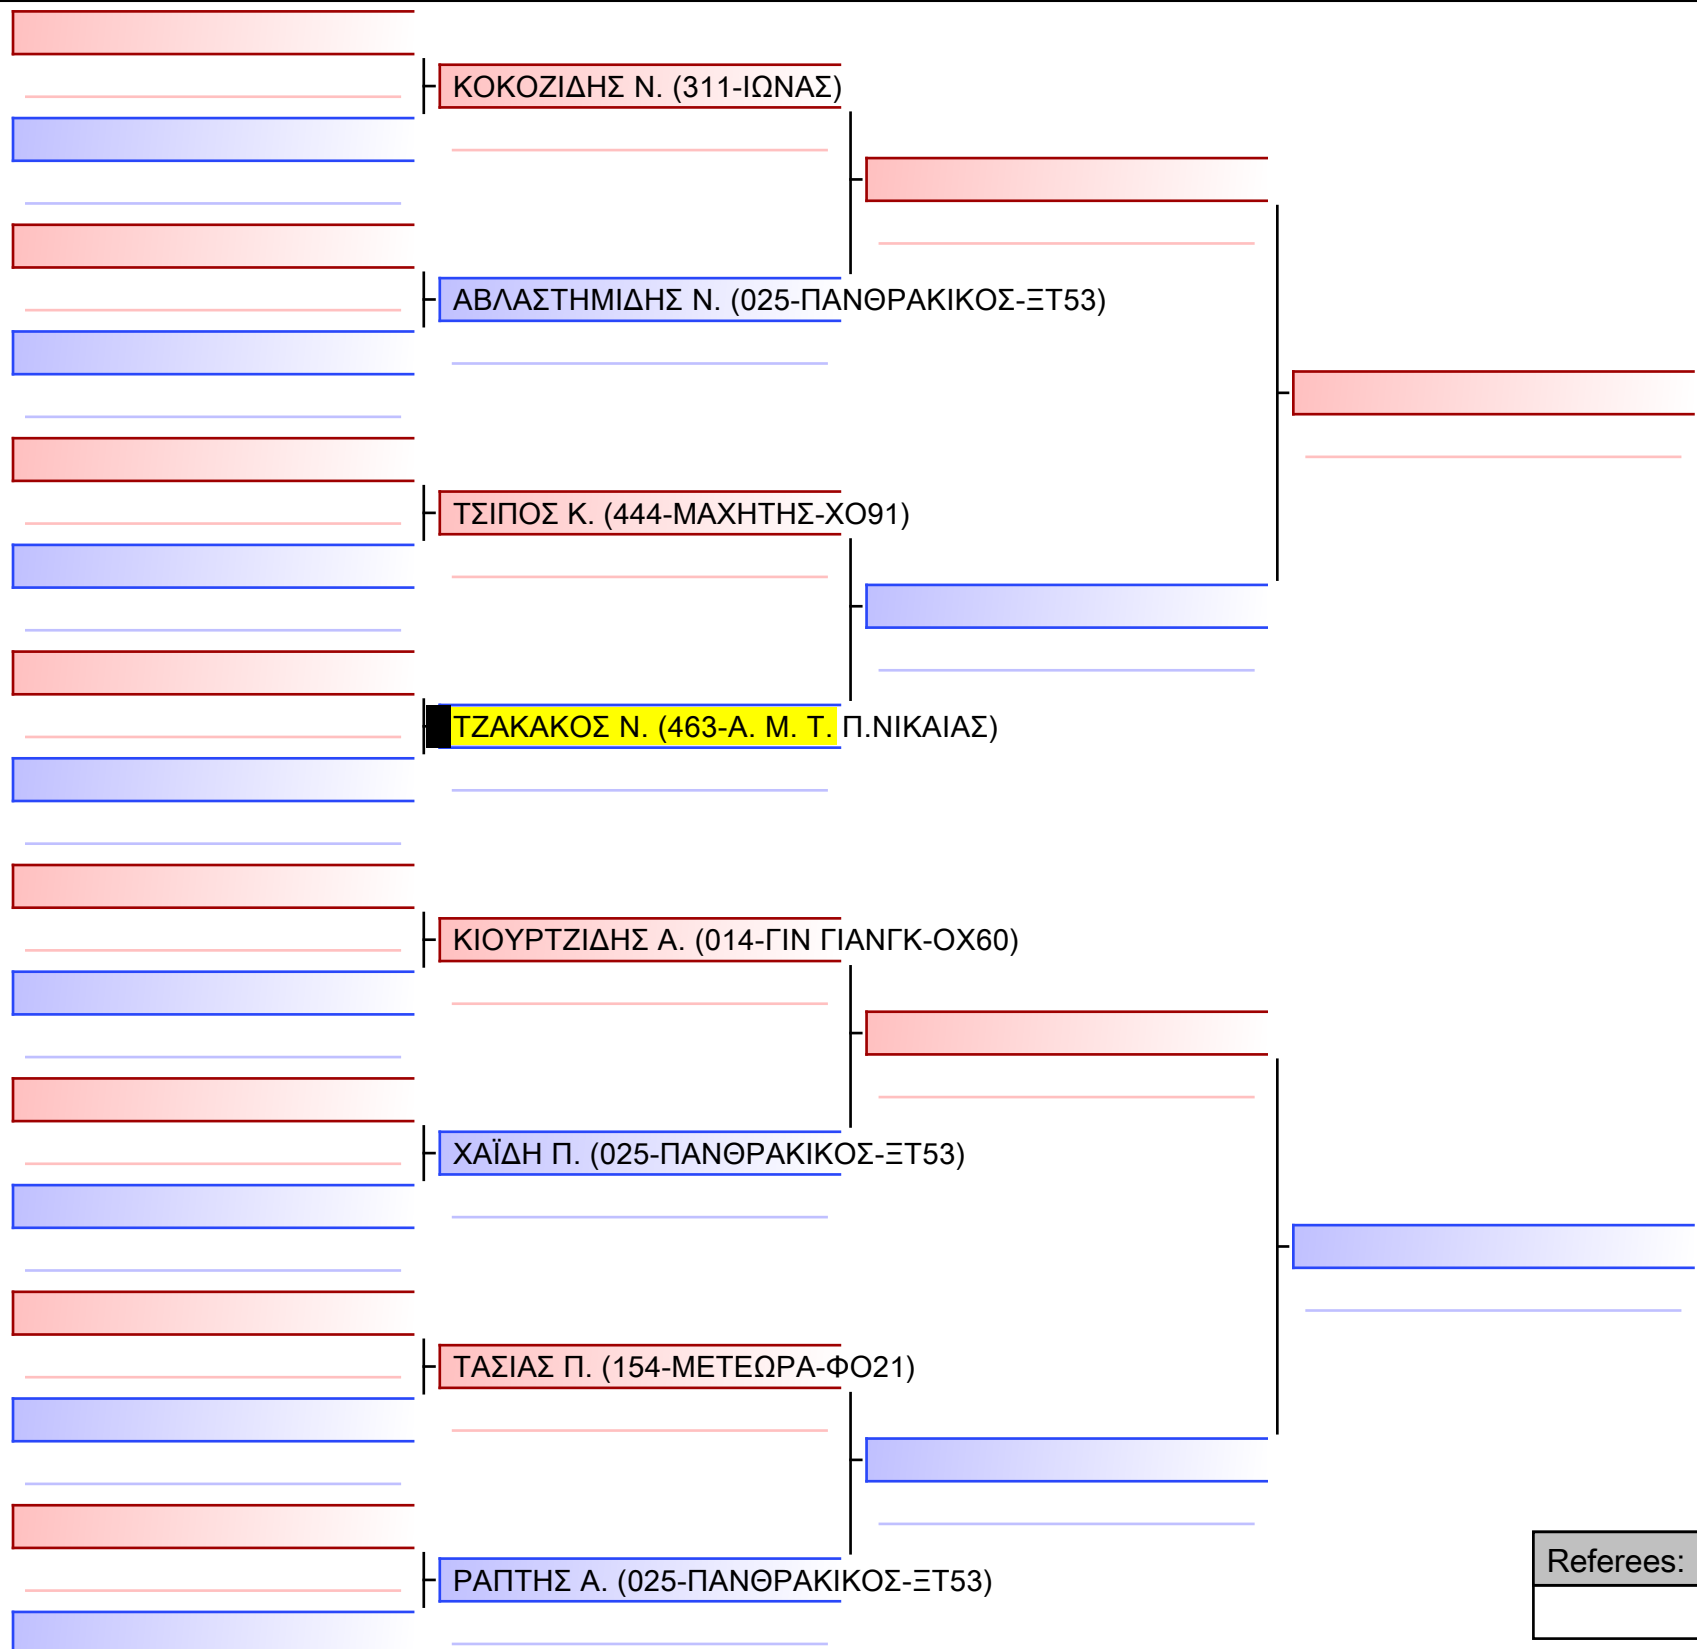 ΚΟΚΟΖΙΔΗΣ Ν. (311-ΙΩΝΑΣ)
ΑΒΛΑΣΤΗΜΙΔΗΣ Ν. (025-ΠΑΝΘΡΑΚΙΚΟΣ-ΞΤ53)
ΤΣΙΠΟΣ Κ. (444-ΜΑΧΗΤΗΣ-ΧΟ91)
ΤΖΑΚΑΚΟΣ Ν. (463-Α. Μ. Τ. Π.ΝΙΚΑΙΑΣ)
ΚΙΟΥΡΤΖΙΔΗΣ Α. (014-ΓΙΝ ΓΙΑΝΓΚ-ΟΧ60)
ΧΑΪΔΗ Π. (025-ΠΑΝΘΡΑΚΙΚΟΣ-ΞΤ53)
ΤΑΣΙΑΣ Π. (154-ΜΕΤΕΩΡΑ-ΦΟ21)
Referees:
ΡΑΠΤΗΣ Α. (025-ΠΑΝΘΡΑΚΙΚΟΣ-ΞΤ53)